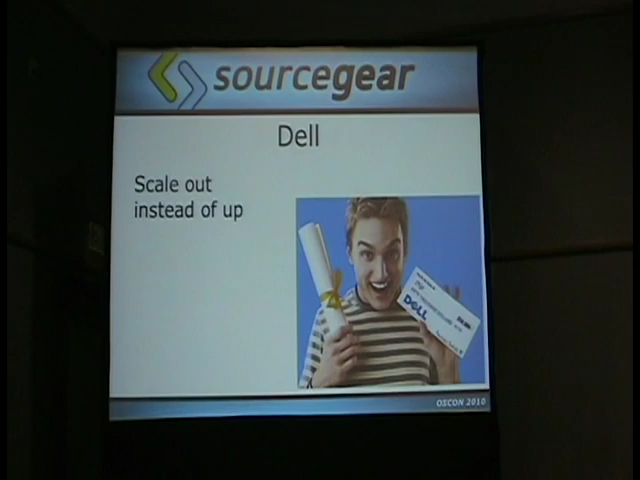 sourcegear
Dell
Scale out
instead of up
DELL
OSCON 2010